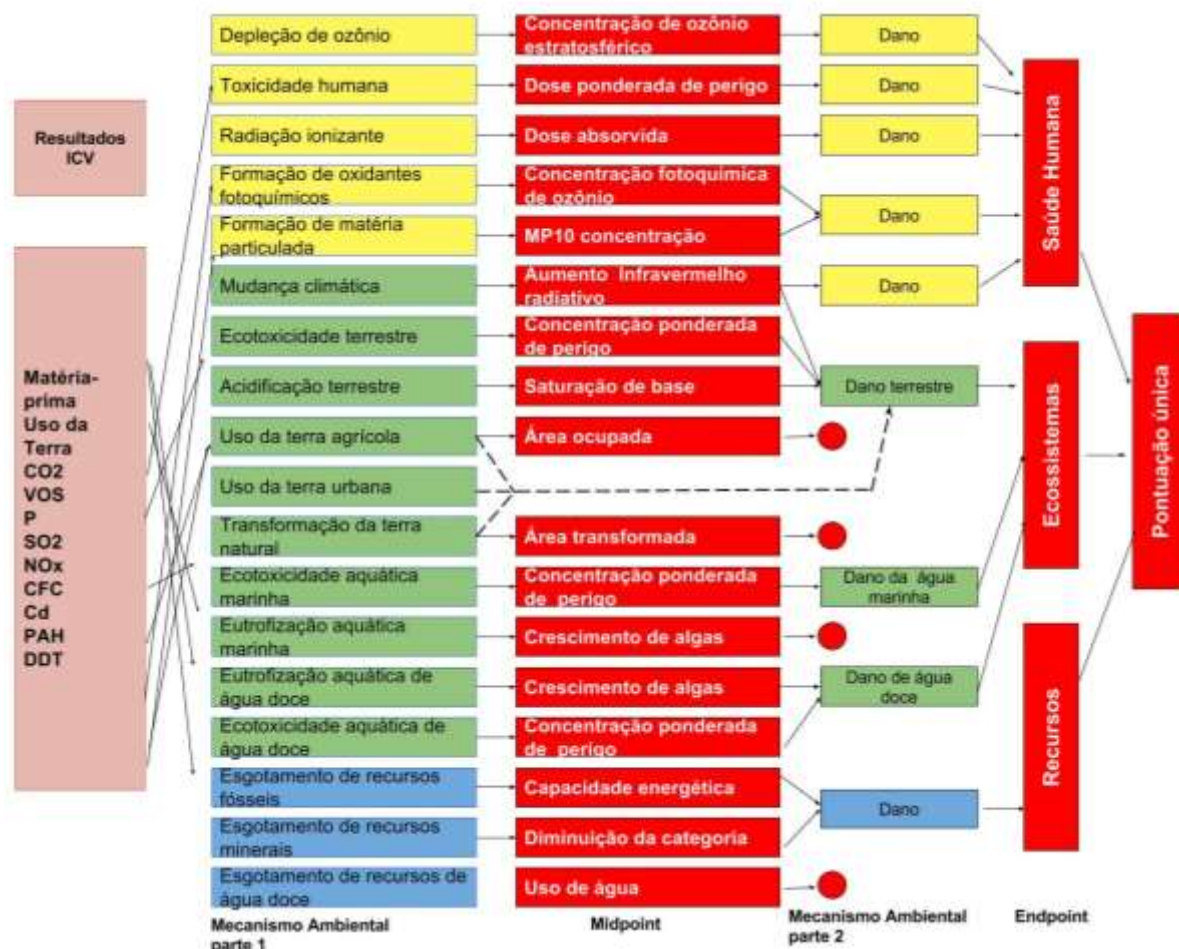 Resultados
ICV
Matéria-
prima
Uso da
Terra
CO2
VOS
P
SO2
NOx
CFC
Cd
PAH
DDT
Depleção de ozônio
Toxicidade humana
Radiação ionizante
Formação de oxidantes
fotoquímicos
Formação de matéria
particulada
Mudança climática
Ecotoxicidade terrestre
Acidificação terrestre
Uso da terra agrícola
Uso da terra urbana
Transformação da terra
natural
Ecotoxicidade aquática
marinha
Eutrofização aquática
marinha
Eutrofização aquática de
água doce
Ecotoxicidade aquática de
água doce
Esgotamento de recursos
fósseis
Esgotamento de recursos
minerais
Esgotamento de recursos de
água doce
Mecanismo Ambiental
parte 1
Concentração de ozônio
estratosférico
Dose ponderada de perigo
Dose absorvida
Concentração fotoquímica
de ozônio
MP10 concentração
Aumento Infravermelho
radiativo
Concentração ponderada
de perigo
Saturação de base
Área ocupada
Área transformada
Concentração ponderada
de perigo
Crescimento de algas
Crescimento de algas
Concentração ponderada
de perigo
Capacidade energética
Diminuição da categoria
Uso de água
Midpoint
Dano
Dano
Dano
Dano
Dano
Dano terrestre
Dano da água
marinha
Dano de água
doce
Dano
Mecanismo Ambiental
parte 2
Saúde Humana
Ecossistemas
Recursos
Endpoint
Pontuação única